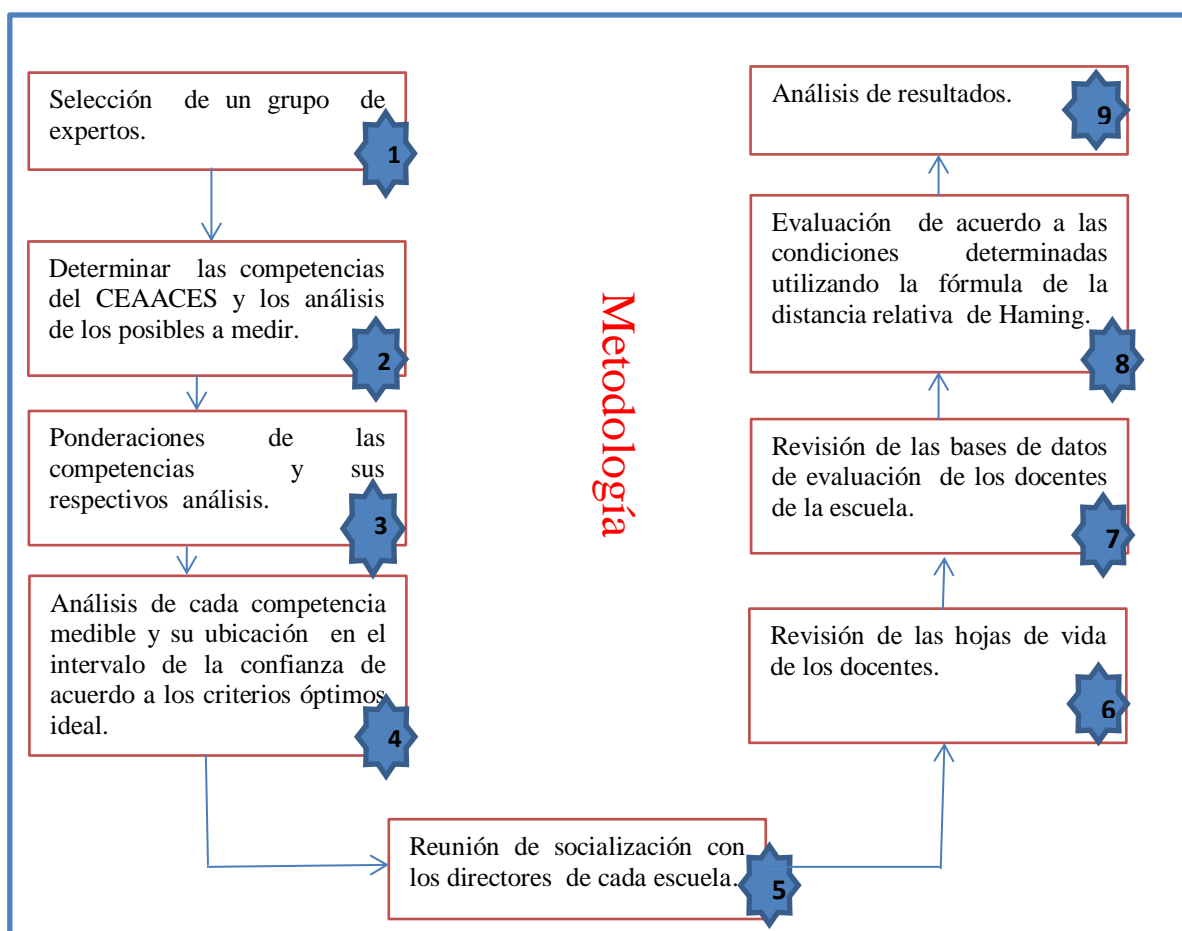 Selección de un grupo de
expertos.
1
Determinar las competencias
del CEAACES y los análisis
de los posibles a medir.
2
Ponderaciones de las
competencias y sus
respectivos análisis.
3
Análisis de cada competencia
medible y su ubicación en el
intervalo de la confianza de
acuerdo a los criterios óptimos
ideal.
4
Reunión de socialización con
los directores de cada escuela.
5
Revisión de las hojas de vida
de los docentes.
6
Revisión de las bases de datos
de evaluación de los docentes
de la escuela.
7
Evaluación de acuerdo a las
condiciones determinadas
utilizando la fórmula de la
distancia relativa de Haming.
8
Análisis de resultados.
9
Metodología